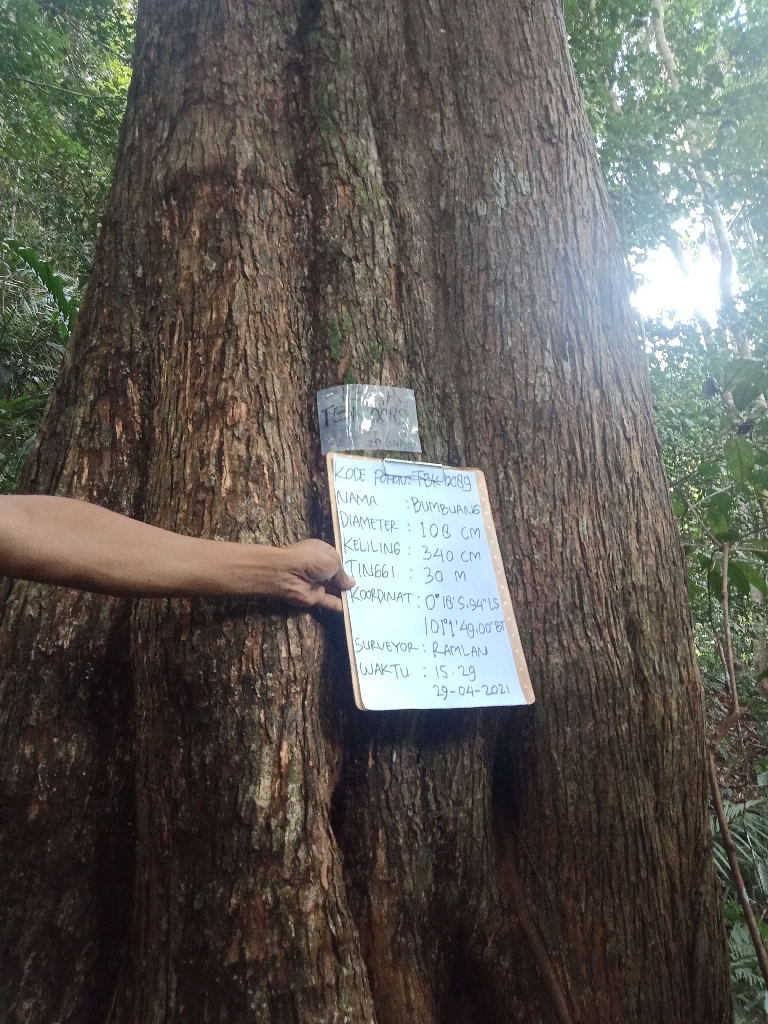 TBK 0089
KODE POHON: TBK 0089
NAMA : BUMBUANG
DIAMETER : 108 CM
KELILING : 340 CM
TINGGI : 30 M
KOORDINAT : 0°18'5.94"LS
101°1'49.00"BT
SURVEYOR : RAMLAN
WAKTU : 15.29
29-04-2021